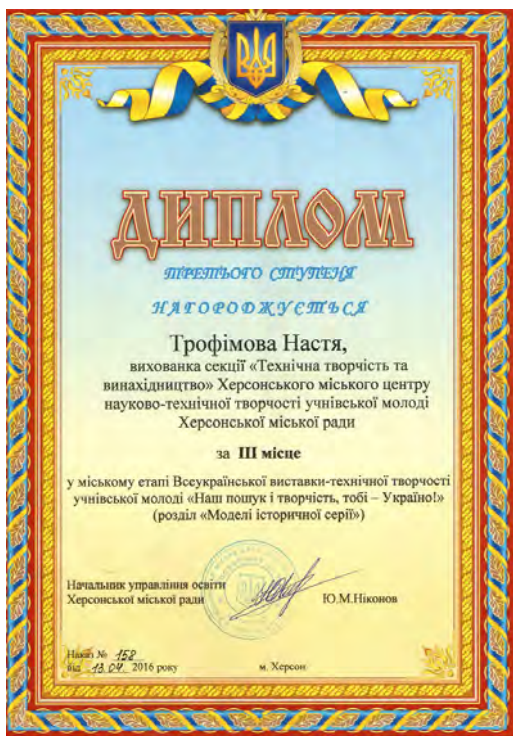 ДИПЛОМ
ТРЕТЬОГО СТУПЕНЯ
НАГОРОДЖУЄТЬСЯ
Трофімова Настя,
вихованка секції «Технічна творчість та
винахідництво» Херсонського міського центру
науково-технічної творчості учнівської молоді
Херсонської міської ради
за III місце
у міському етапі Всеукраїнської виставки-технічної творчості
учнівської молоді «Наш пошук і творчість, тобі – Україно!»
(розділ «Моделі історичної серії»)
Начальник управління освіти
Херсонської міської ради Ю.М.Ніконов
Наказ № 158
від 13.04. 2016 року м. Херсон